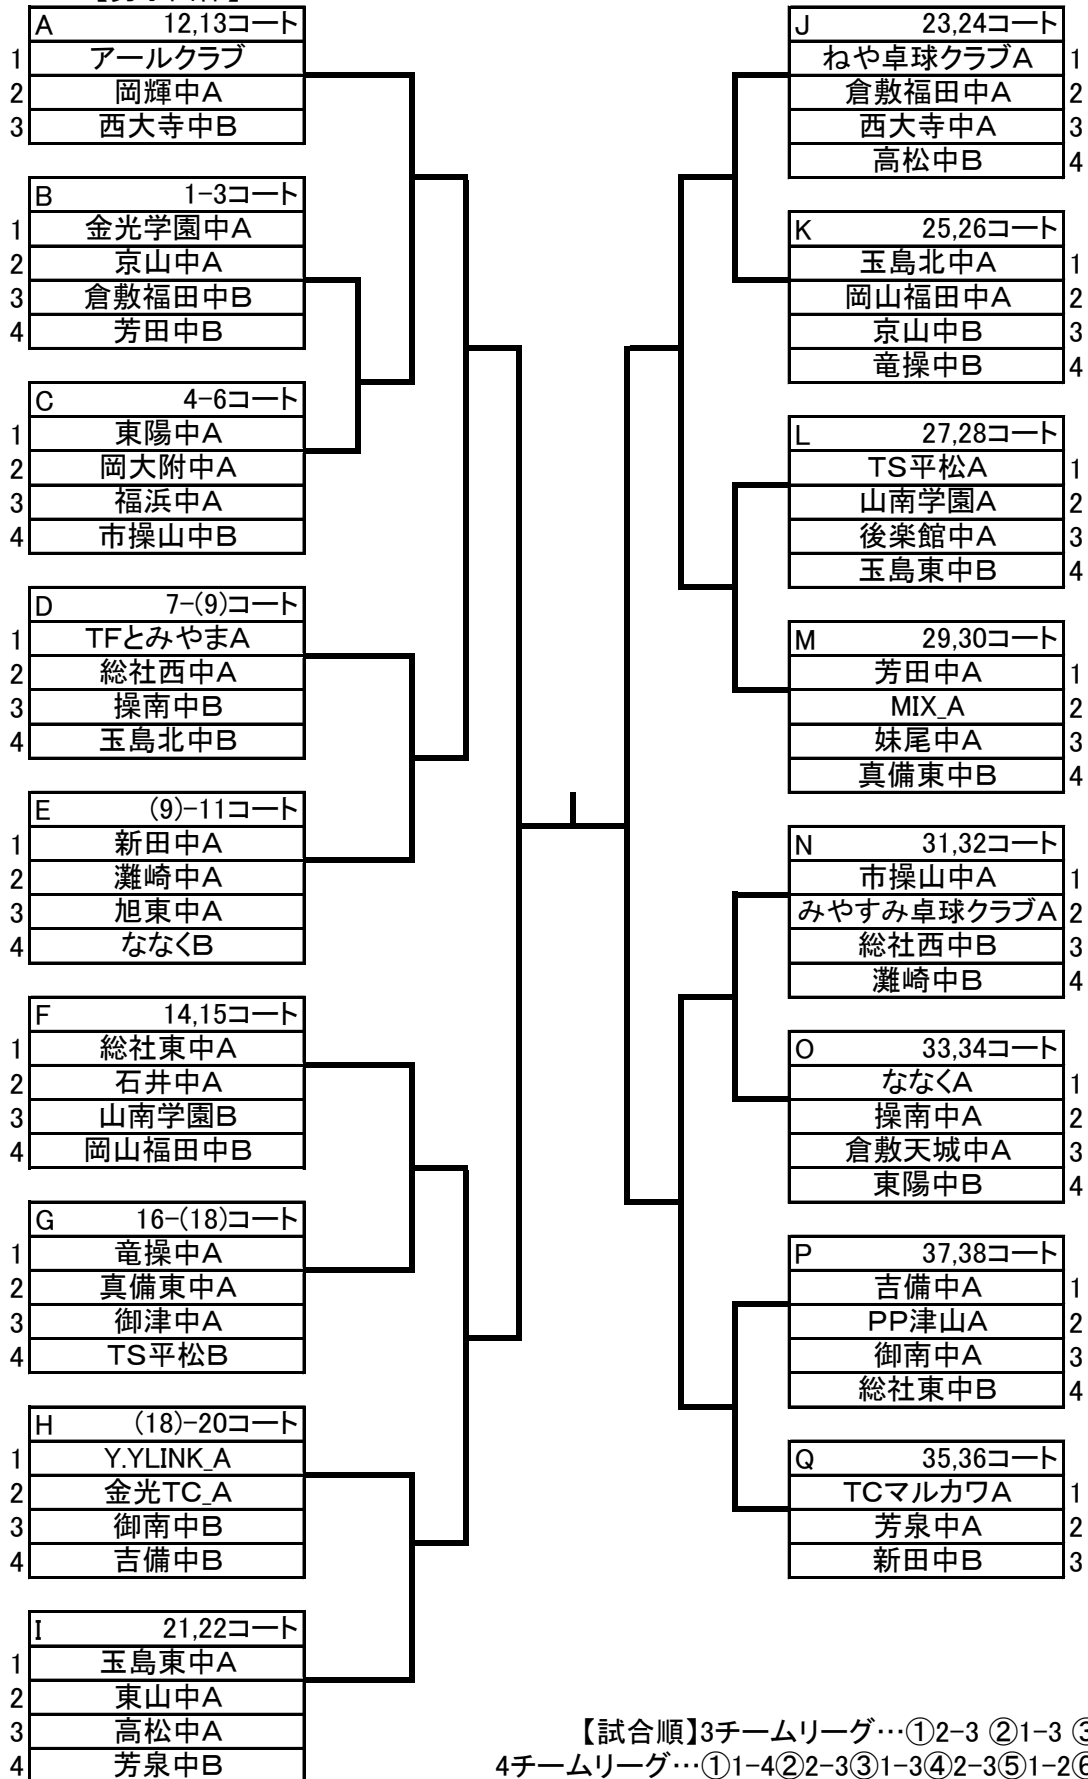 A 12,13コート
1 アールクラブ
2 岡輝中A
3 西大寺中B
B 1-3コート
1 金光学園中A
2 京山中A
3 倉敷福田中B
4 芳田中B
C 4-6コート
1 東陽中A
2 岡大附中A
3 福浜中A
4 市操山中B
D 7-(9)コート
1 TFとみやまA
2 総社西中A
3 操南中B
4 玉島北中B
E (9)-11コート
1 新田中A
2 灘崎中A
3 旭東中A
4 ななくB
F 14,15コート
1 総社東中A
2 石井中A
3 山南学園B
4 岡山福田中B
G 16-(18)コート
1 竜操中A
2 真備東中A
3 御津中A
4 TS平松B
H (18)-20コート
1 Y.YLINK_A
2 金光TC_A
3 御南中B
4 吉備中B
I 21,22コート
1 玉島東中A
2 東山中A
3 高松中A
4 芳泉中B
J 23,24コート
ねや卓球クラブA 1
倉敷福田中A 2
西大寺中A 3
高松中B 4
K 25,26コート
玉島北中A 1
岡山福田中A 2
京山中B 3
竜操中B 4
L 27,28コート
TS平松A 1
山南学園A 2
後楽館中A 3
玉島東中B 4
M 29,30コート
芳田中A 1
MIX_A 2
妹尾中A 3
真備東中B 4
N 31,32コート
市操山中A 1
みやすみ卓球クラブA 2
総社西中B 3
灘崎中B 4
O 33,34コート
ななくA 1
操南中A 2
倉敷天城中A 3
東陽中B 4
P 37,38コート
吉備中A 1
PP津山A 2
御南中A 3
総社東中B 4
Q 35,36コート
TCマルカワA 1
芳泉中A 2
新田中B 3
【試合順】3チームリーグ…①2-3 ②1-3 ③
4チームリーグ…①1-4②2-3③1-3④2-3⑤1-2⑥